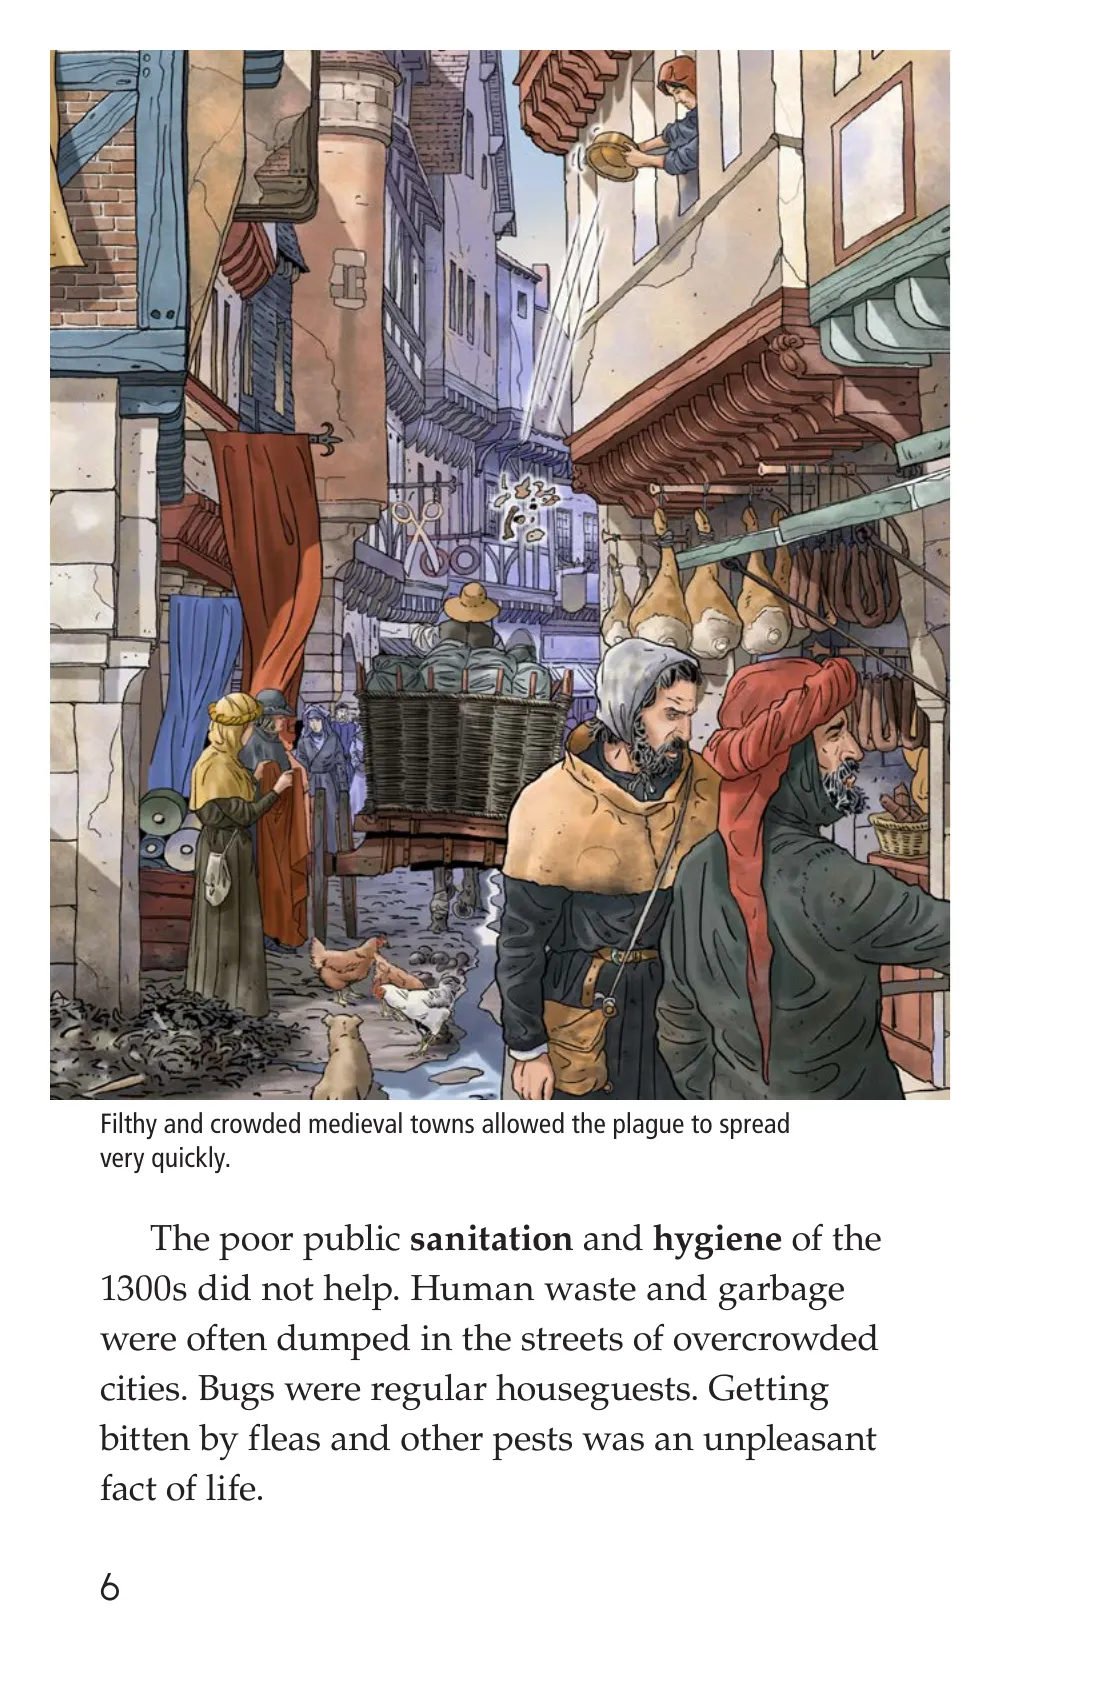 Filthy and crowded medieval towns allowed the plague to spread
very quickly.
The poor public sanitation and hygiene of the
1300s did not help. Human waste and garbage
were often dumped in the streets of overcrowded
cities. Bugs were regular houseguests. Getting
bitten by fleas and other pests was an unpleasant
fact of life.
6